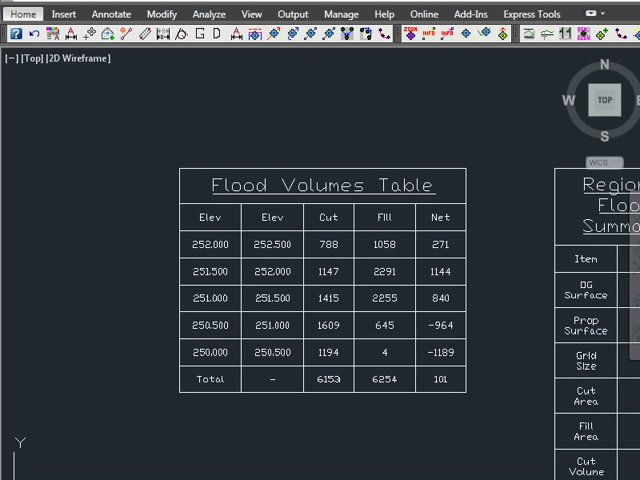 Home Insert Annotate Modify Analyze View Output Manage Help Online Add-Ins Express Tools
[−] [Top] [2D Wireframe]
N
W TOP
S
WCS
Flood Volumes Table
Elev Elev Cut Fill Net
252.000 252.500 788 1058 271
251.500 252.000 1147 2291 1144
251.000 251.500 1415 2255 840
250.500 251.000 1609 645 -964
250.000 250.500 1194 4 -1189
Total - 6153 6254 101
Item
OG
Surface
Prop
Surface
Grid
Size
Cut
Area
Fill
Area
Cut
Volume
Y